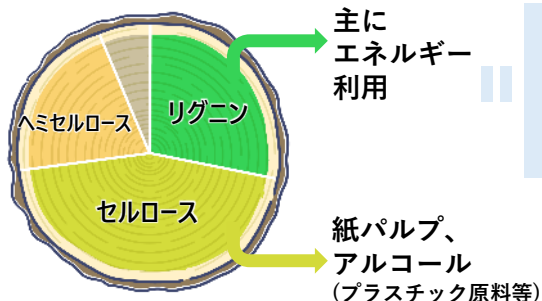 主に
エネルギー
利用
ヘミセルロース
リグニン
セルロース
紙パルプ、
アルコール
(プラスチック原料等)